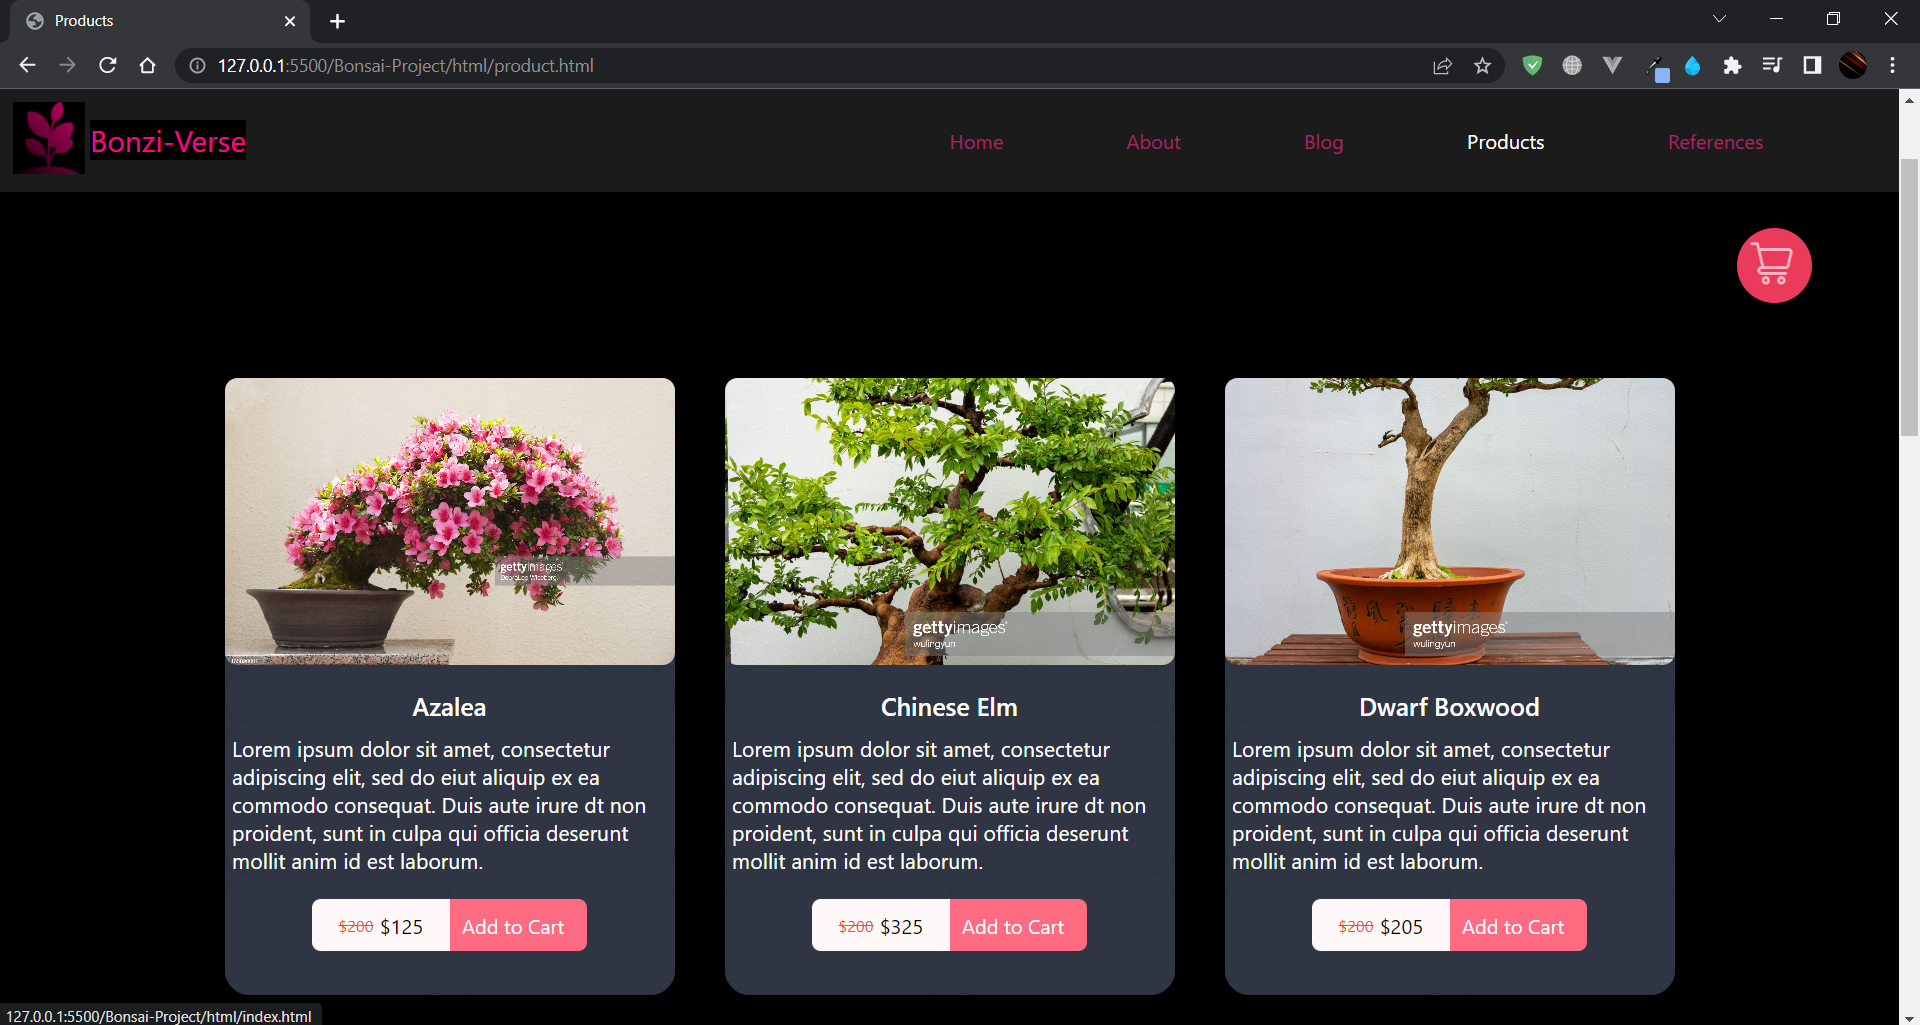 Products
127.0.0.1:5500/Bonsai-Project/html/product.html
Bonzi-Verse
Home
About
Blog
Products
References
gettyimages
DebraLee Wiseberg
gettyimages
wulingyun
gettyimages
wulingyun
Azalea
Lorem ipsum dolor sit amet, consectetur
adipiscing elit, sed do eiut aliquip ex ea
commodo consequat. Duis aute irure dt non
proident, sunt in culpa qui officia deserunt
mollit anim id est laborum.
$200 $125
Add to Cart
Chinese Elm
Lorem ipsum dolor sit amet, consectetur
adipiscing elit, sed do eiut aliquip ex ea
commodo consequat. Duis aute irure dt non
proident, sunt in culpa qui officia deserunt
mollit anim id est laborum.
$200 $325
Add to Cart
Dwarf Boxwood
Lorem ipsum dolor sit amet, consectetur
adipiscing elit, sed do eiut aliquip ex ea
commodo consequat. Duis aute irure dt non
proident, sunt in culpa qui officia deserunt
mollit anim id est laborum.
$200 $205
Add to Cart
127.0.0.1:5500/Bonsai-Project/html/index.html